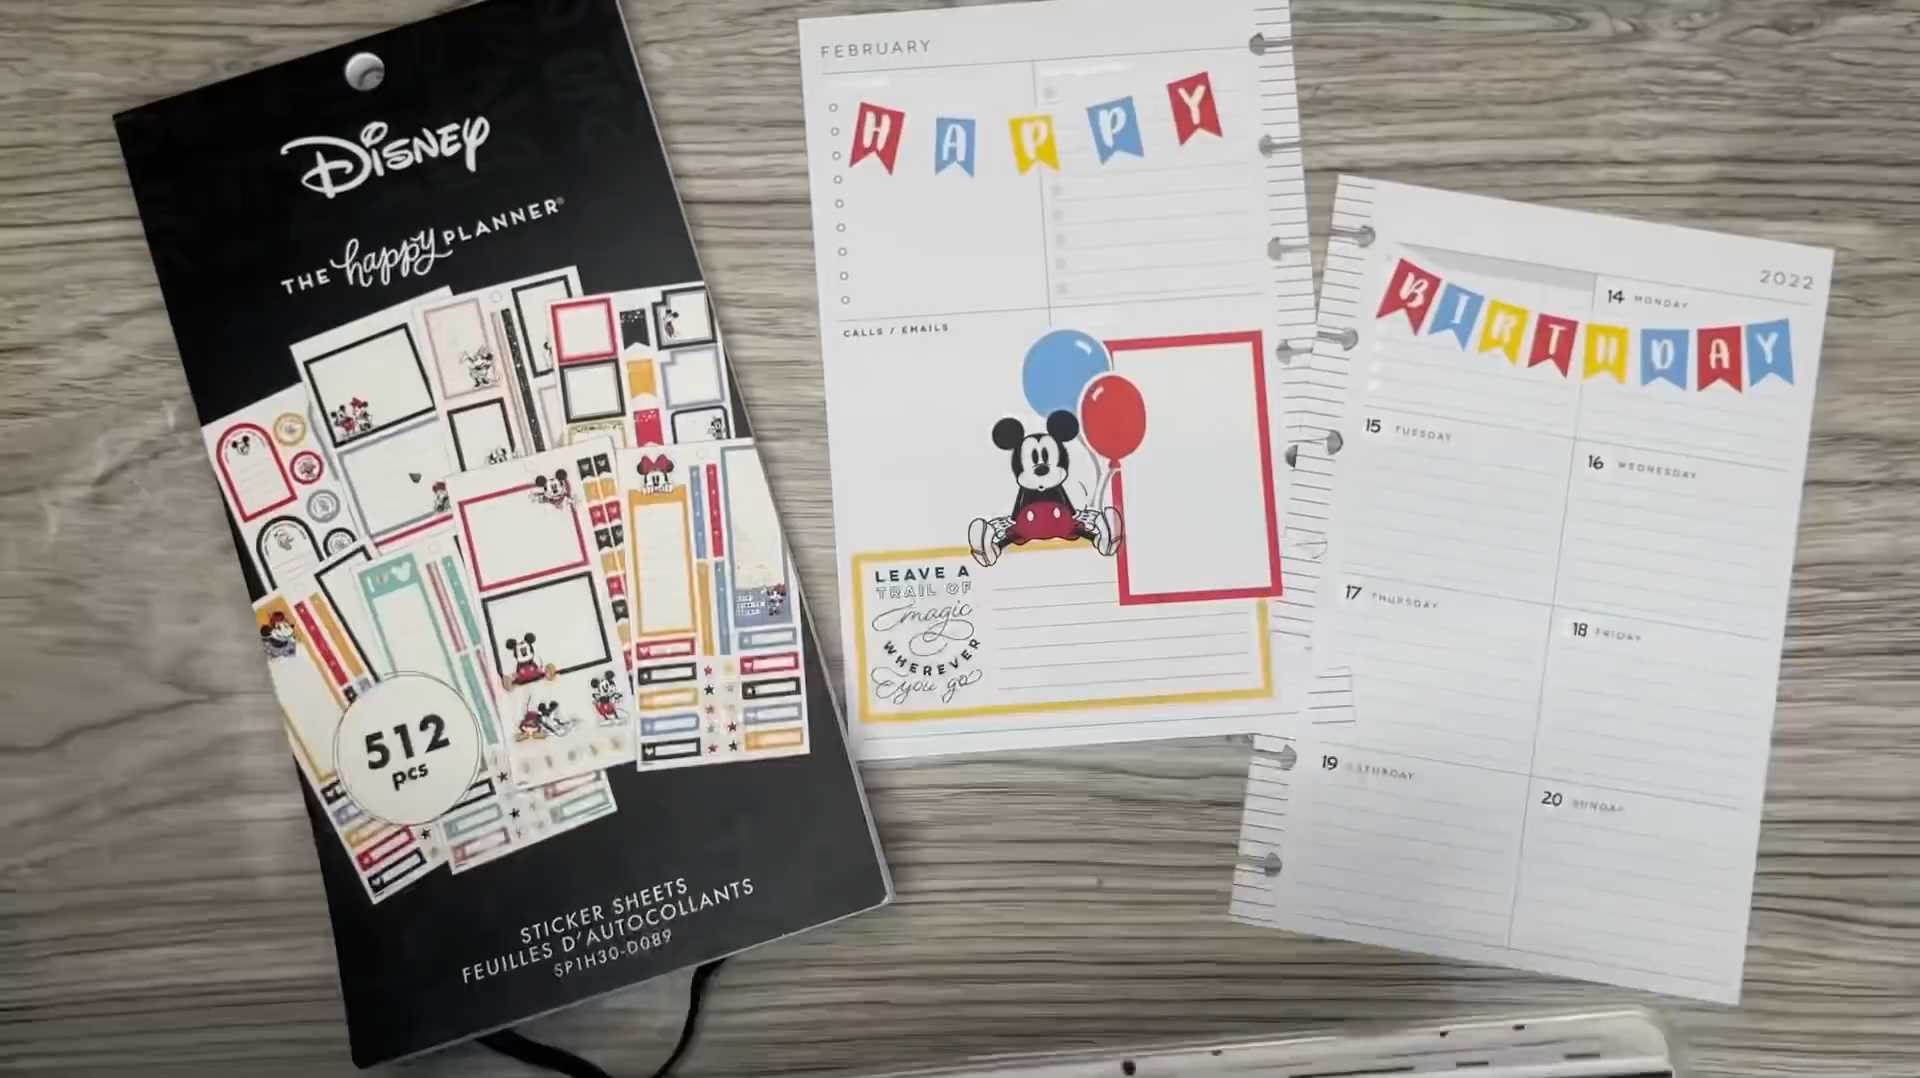 DISNEY
THE happy PLANNER®
512
pcs
STICKER SHEETS
FEUILLES D'AUTOCOLLANTS
SP1H30-D089
FEBRUARY
HAPPY
CALLS / EMAILS
LEAVE A
TRAIL OF
magic
WHEREVER
you go
2022
14 MONDAY
BIRTHDAY
15 TUESDAY
16 WEDNESDAY
17 THURSDAY
18 FRIDAY
19 SATURDAY
20 SUNDAY